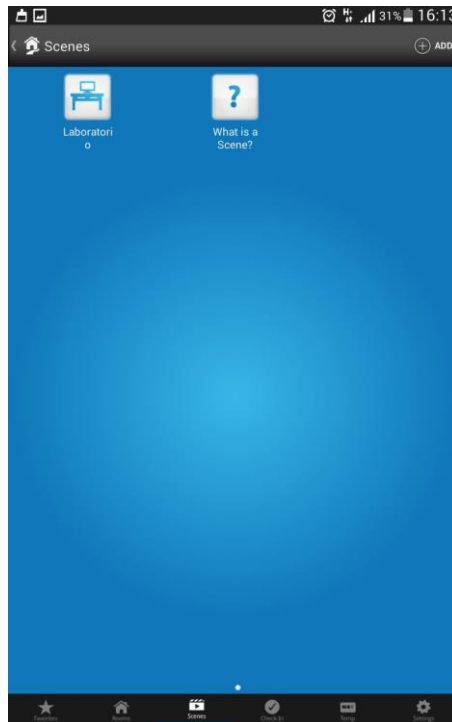 31% 16:13
Scenes
ADD
Laboratori
o
What is a
Scene?
?
Favorites Rooms Scenes Check In Temp Settings